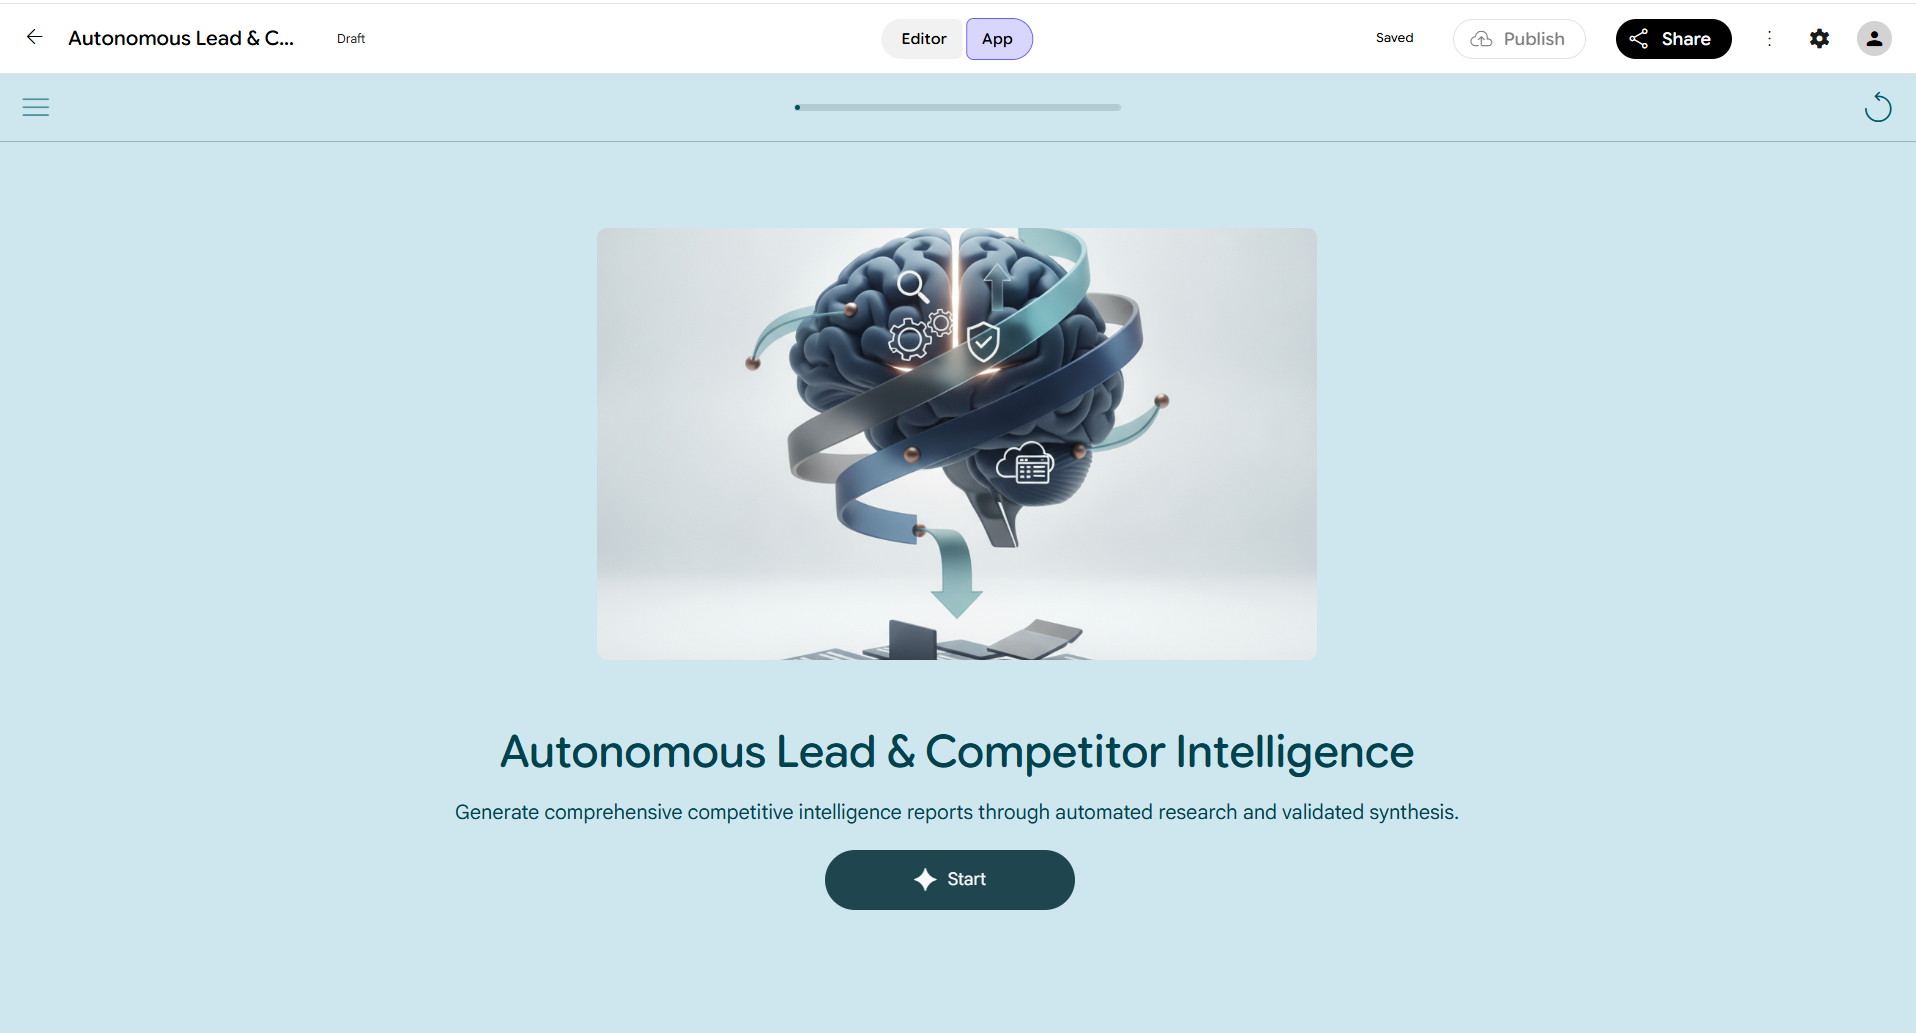 Autonomous Lead & C...
Draft
Editor
App
Saved
Publish
Share
Autonomous Lead & Competitor Intelligence
Generate comprehensive competitive intelligence reports through automated research and validated synthesis.
Start